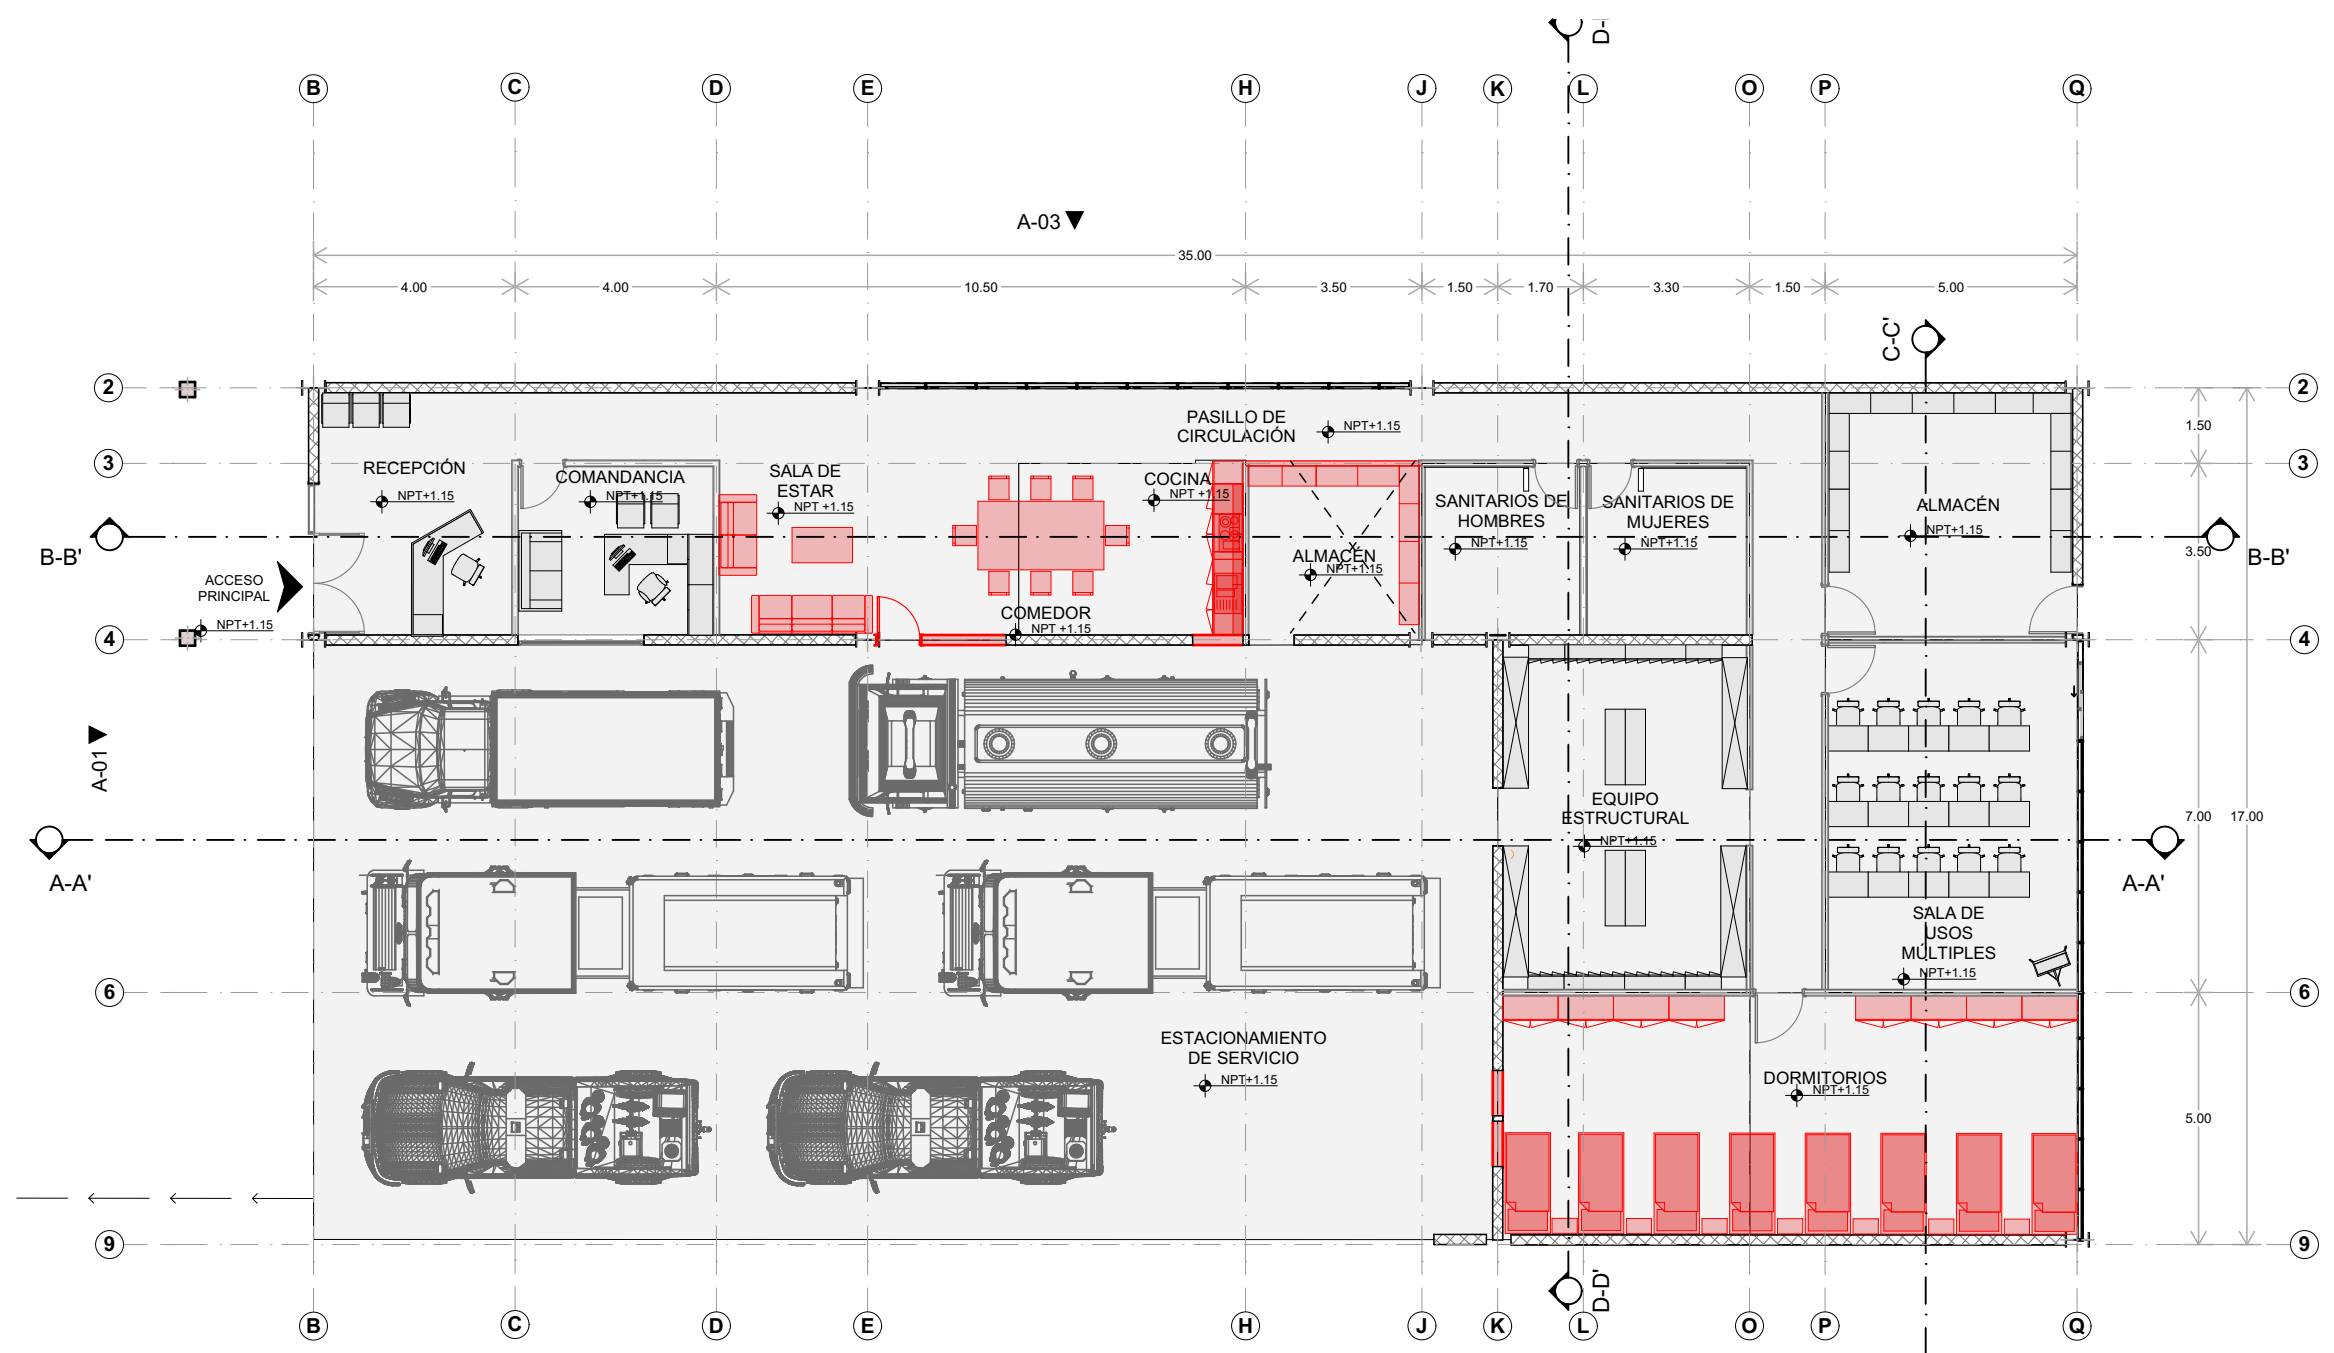 D-I
B
C
D
E
H
J
K
L
O
P
Q
A-03
35.00
4.00
4.00
10.50
3.50
1.50
1.70
3.30
1.50
5.00
C-C'
2
2
PASILLO DE
CIRCULACIÓN
NPT+1.15
1.50
3
3
RECEPCIÓN
NPT+1.15
COMANDANCIA
NPT+1.15
SALA DE
ESTAR
NPT +1.15
COCINA
NPT +1.15
SANITARIOS DE
HOMBRES
NPT+1.15
SANITARIOS DE
MUJERES
NPT+1.15
ALMACÉN
NPT+1.15
B-B'
B-B'
3.50
ALMACÉN
NPT+1.15
ACCESO
PRINCIPAL
NPT+1.15
COMEDOR
NPT +1.15
4
4
A-01
EQUIPO
ESTRUCTURAL
NPT+1.15
7.00
17.00
A-A'
A-A'
SALA DE
USOS
MÚLTIPLES
NPT+1.15
6
6
ESTACIONAMIENTO
DE SERVICIO
NPT+1.15
DORMITORIOS
NPT+1.15
5.00
9
9
D-D'
B
C
D
E
H
J
K
L
O
P
Q